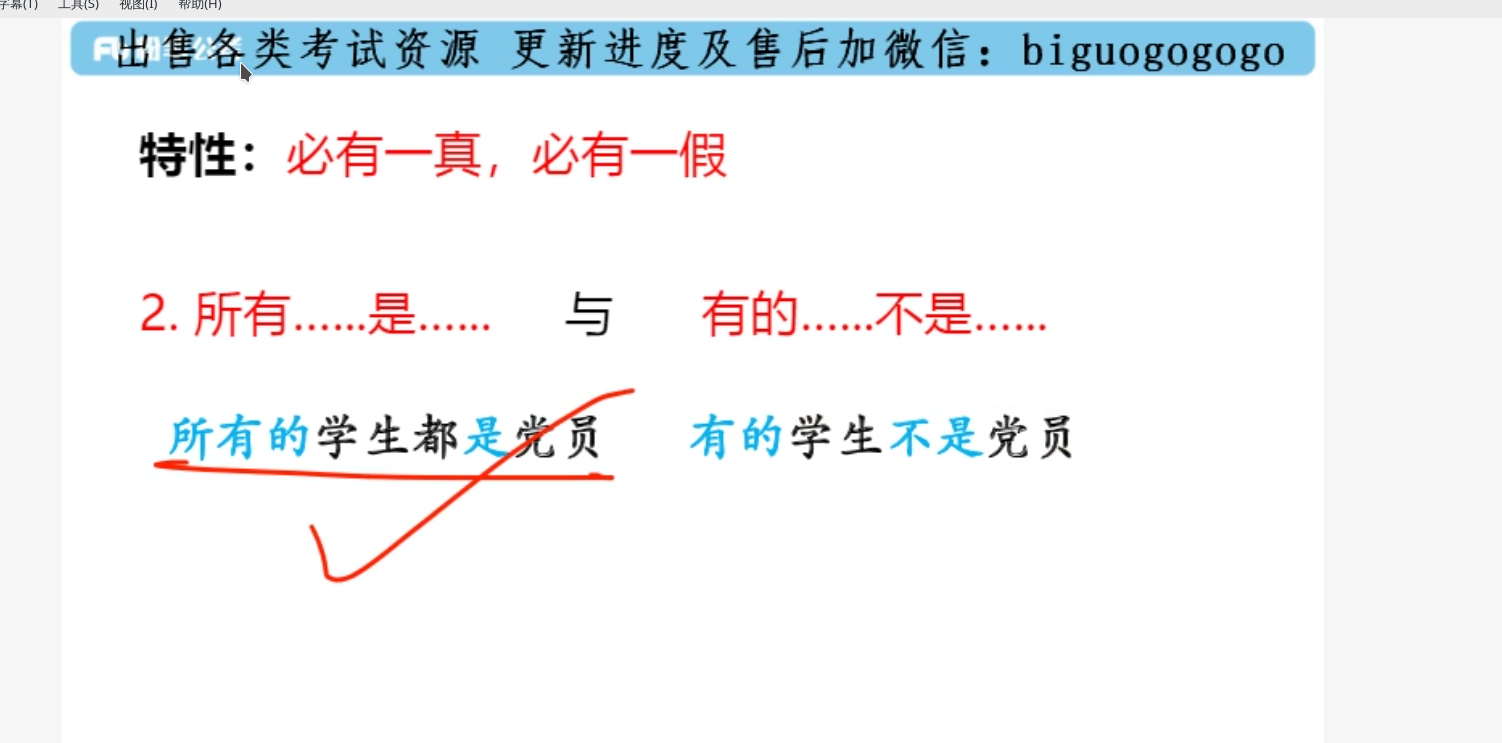 字幕(T) 工具(S) 视图(I) 帮助(H)
出售各类考试资源 更新进度及售后加微信：biguogogogo
特性：必有一真，必有一假
2. 所有……是…… 与 有的……不是……
所有的学生都是党员 有的学生不是党员